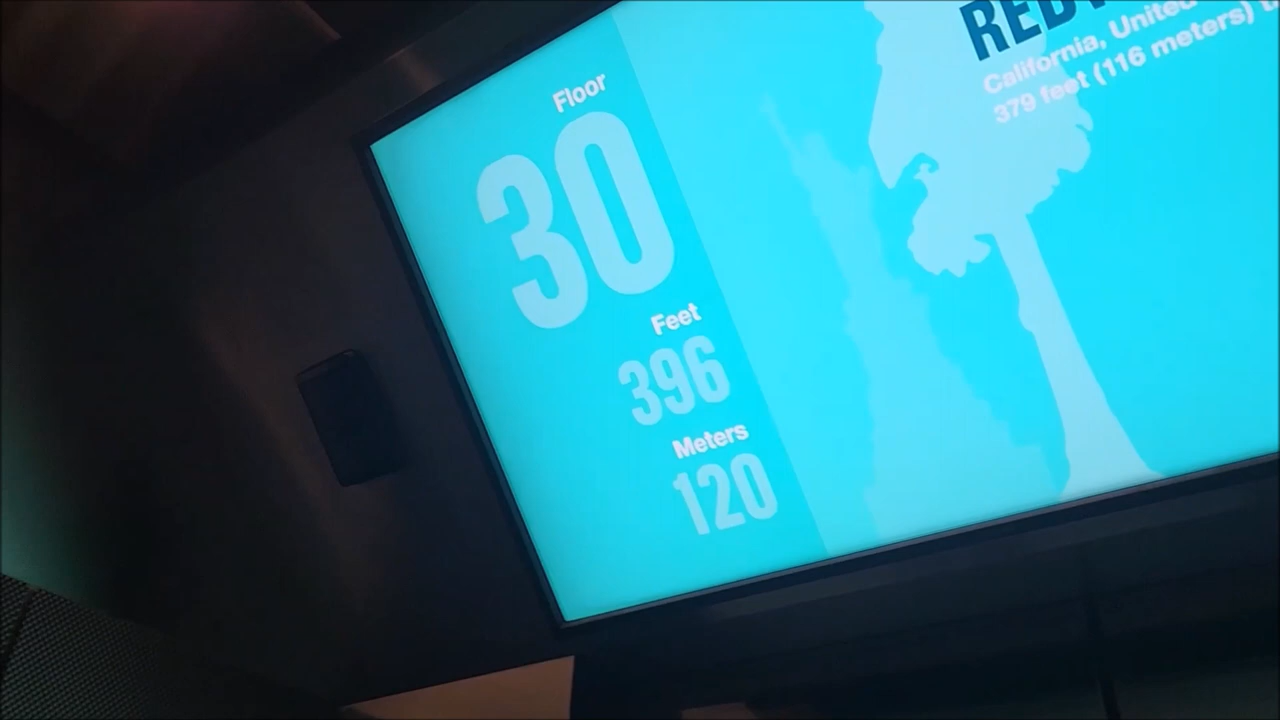 Floor
30
Feet
396
Meters
120
California, United
379 feet (116 meters)